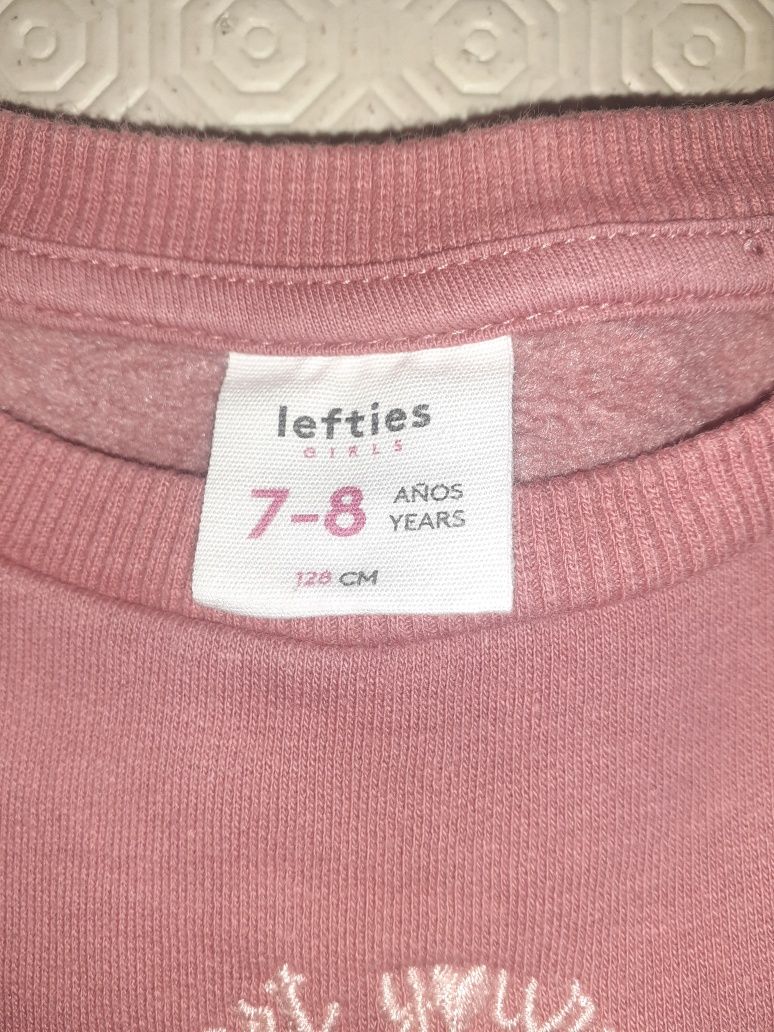 lefties
GIRLS
7-8 AÑOS
YEARS
128 CM